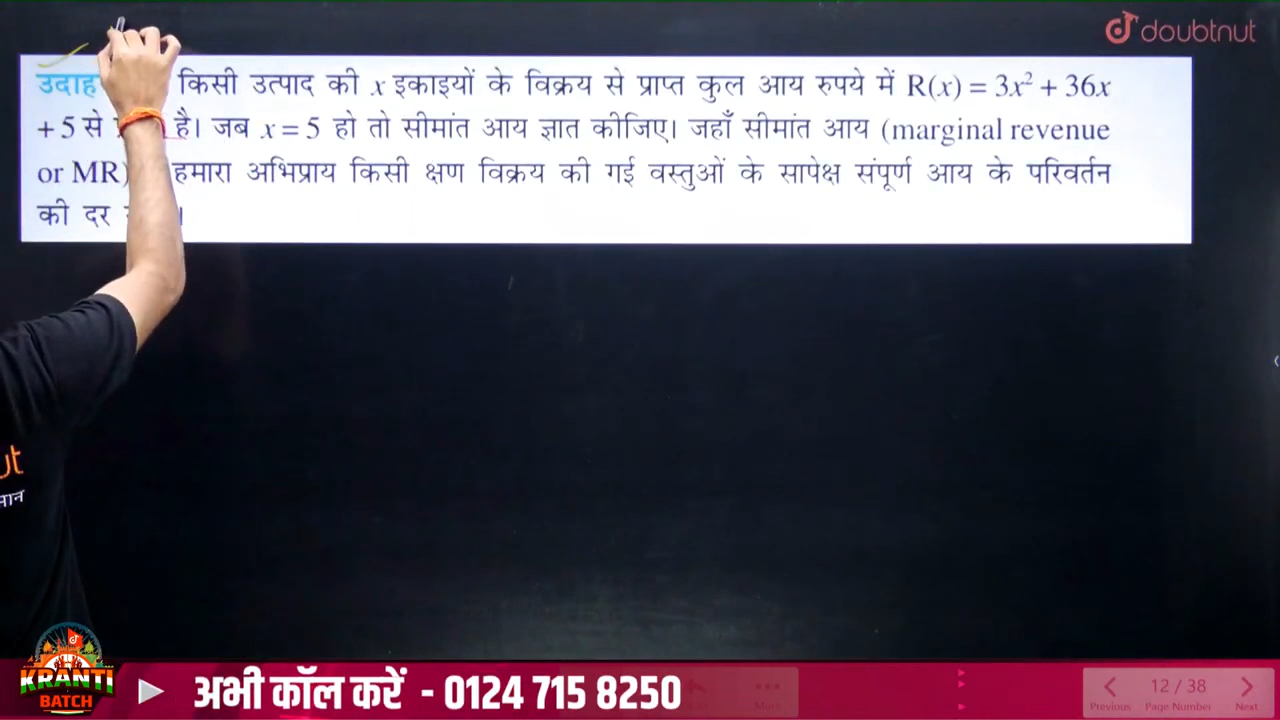 doubtnut
किसी उत्पाद की x इकाइयों के विक्रय से प्राप्त कुल आय रुपये में R(x) = 3x² + 36x
+ 5 से है। जब x = 5 हो तो सीमांत आय ज्ञात कीजिए। जहाँ सीमांत आय (marginal revenue
or MR) हमारा अभिप्राय किसी क्षण विक्रय की गई वस्तुओं के सापेक्ष संपूर्ण आय के परिवर्तन
की दर
KRANTI
BATCH
अभी कॉल करें - 0124 715 8250
12 / 38
Previous Page Number Next